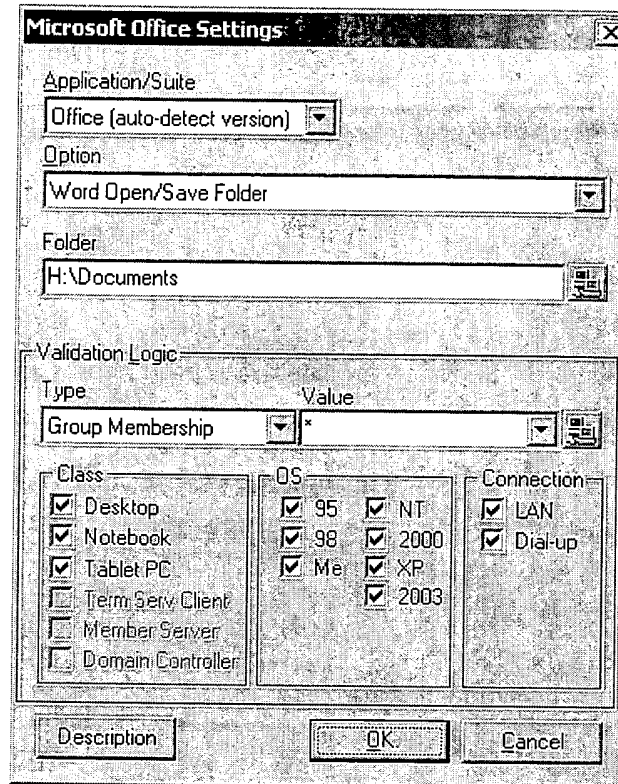 Microsoft Office Settings
Application/Suite
Office (auto-detect version)
Option
Word Open/Save Folder
Folder
H:\Documents
Validation Logic
Type Value
Group Membership *
Class OS Connection
Desktop 95 NT LAN
Notebook 98 2000 Dial-up
Tablet PC Me XP
Term Serv Client 2003
Member Server
Domain Controller
Description OK Cancel